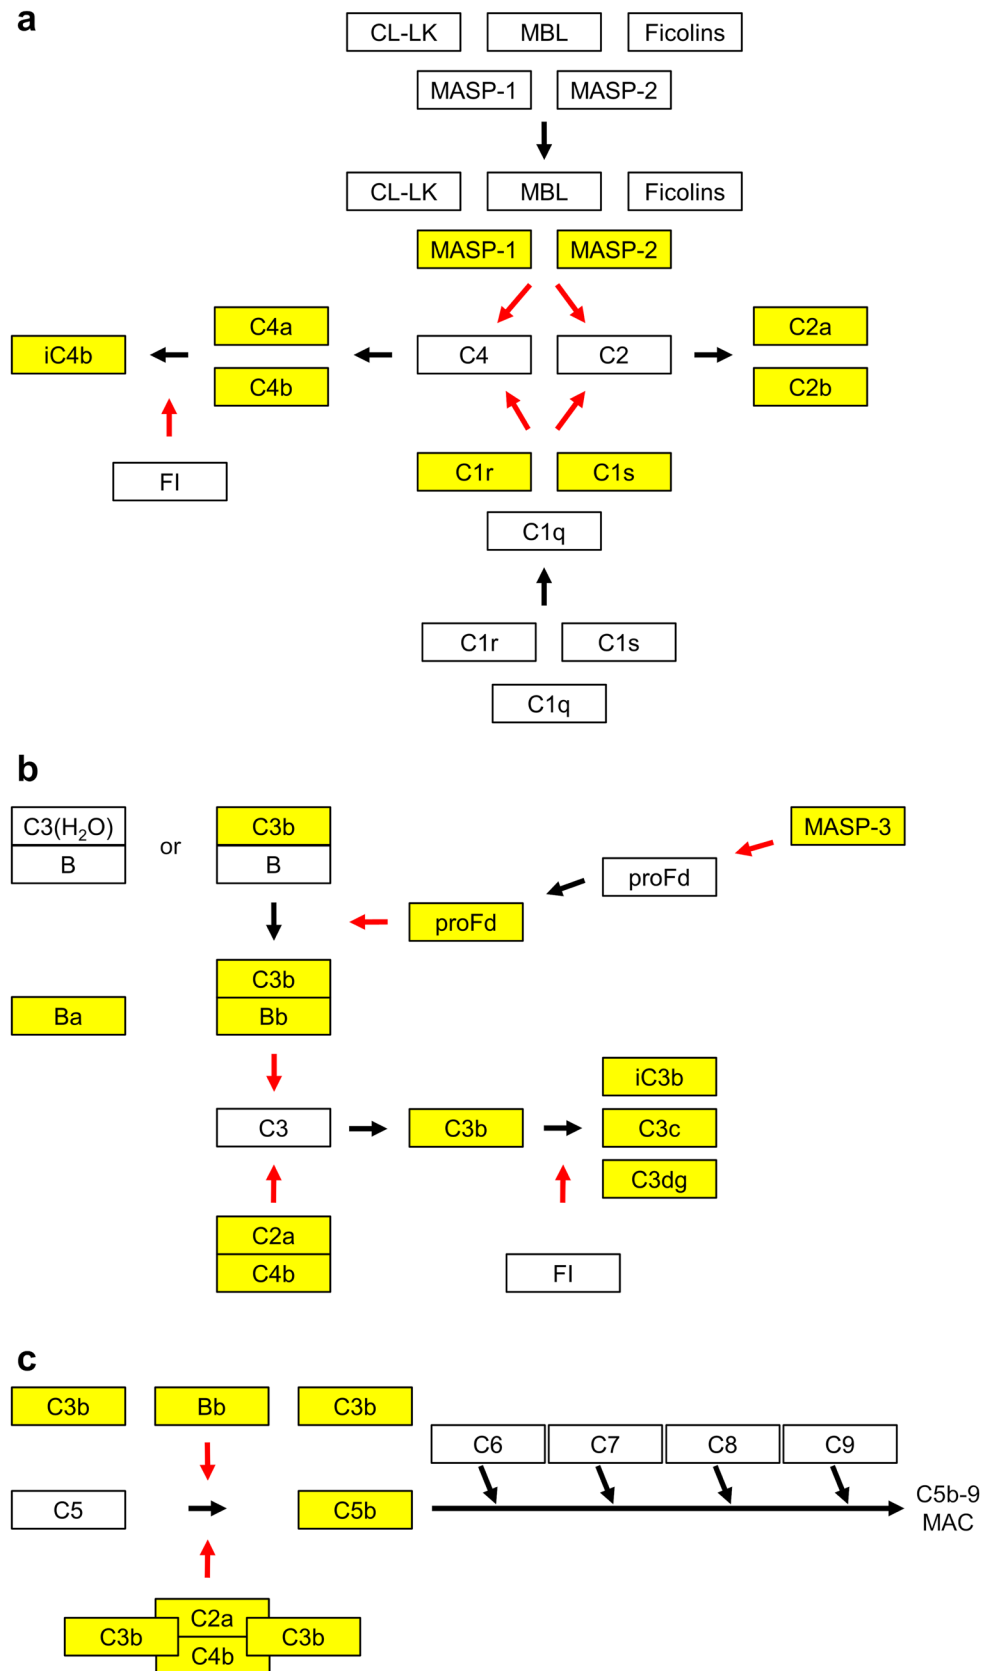 a
CL-LK MBL Ficolins
MASP-1 MASP-2
CL-LK MBL Ficolins
MASP-1 MASP-2
C4a C2a
iC4b C4 C2
C4b C2b
C1r C1s
FI
C1q
C1r C1s
C1q
b
C3(H₂O) C3b MASP-3
or
B B proFd
proFd
C3b
Ba Bb
iC3b
C3 C3b C3c
C3dg
C2a
C4b FI
c
C3b Bb C3b
C6 C7 C8 C9
C5 C5b C5b-9
MAC
C2a
C3b C3b
C4b